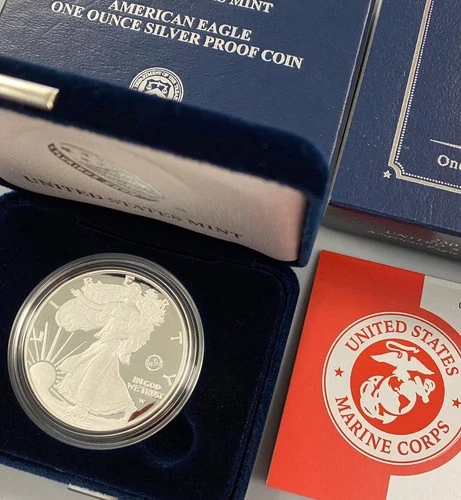 MINT
AMERICAN EAGLE
ONE OUNCE SILVER PROOF COIN
UNITED STATES MINT
LIBERTY
IN GOD
WE TRUST
W
One
UNITED STATES
MARINE CORPS